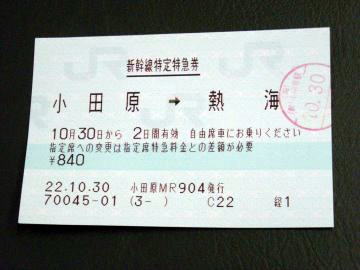 新幹線特定特急券
小田原 → 熱海
10月30日から 2日間有効 自由席車にお乗りください
指定席への変更は指定席特急料金との差額が必要
¥840
22.10.30 小田原MR904発行
70045-01 (3- ) C22 経1
10.30